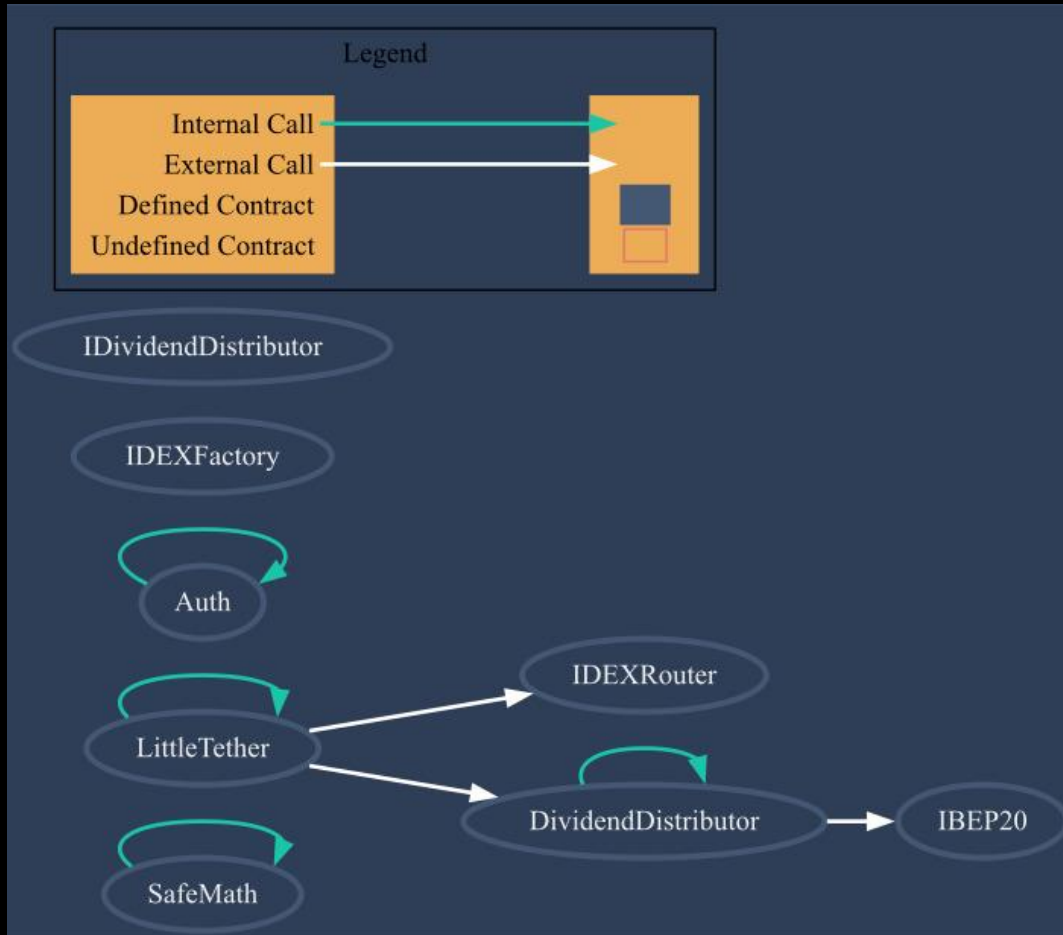 Legend
Internal Call
External Call
Defined Contract
Undefined Contract
IDividendDistributor
IDEXFactory
Auth
IDEXRouter
LittleTether
DividendDistributor
IBEP20
SafeMath